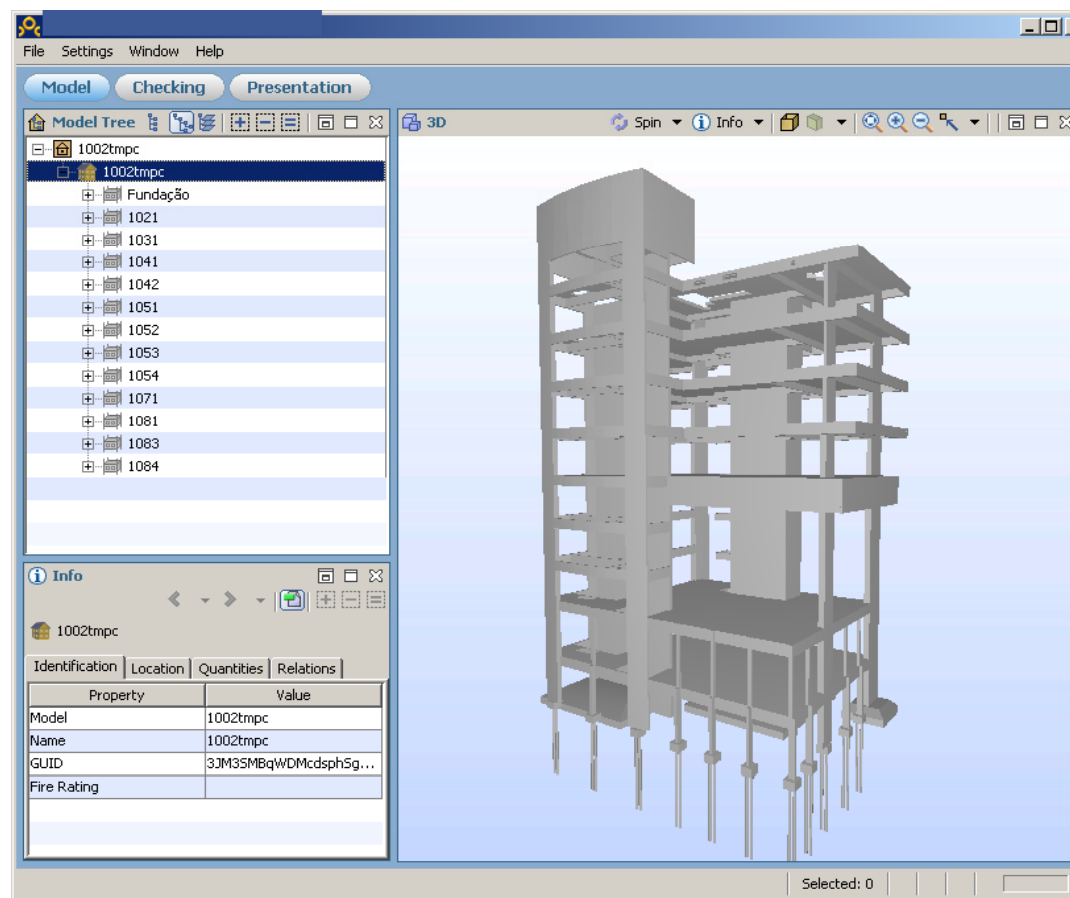 File Settings Window Help
Model Checking Presentation
Model Tree
3D Spin Info
1002tmpc
1002tmpc
Fundação
1021
1031
1041
1042
1051
1052
1053
1054
1071
1081
1083
1084
Info
1002tmpc
Identification Location Quantities Relations
Property Value
Model 1002tmpc
Name 1002tmpc
GUID 3JM3SMBqWDMcdsphSg...
Fire Rating
Selected: 0